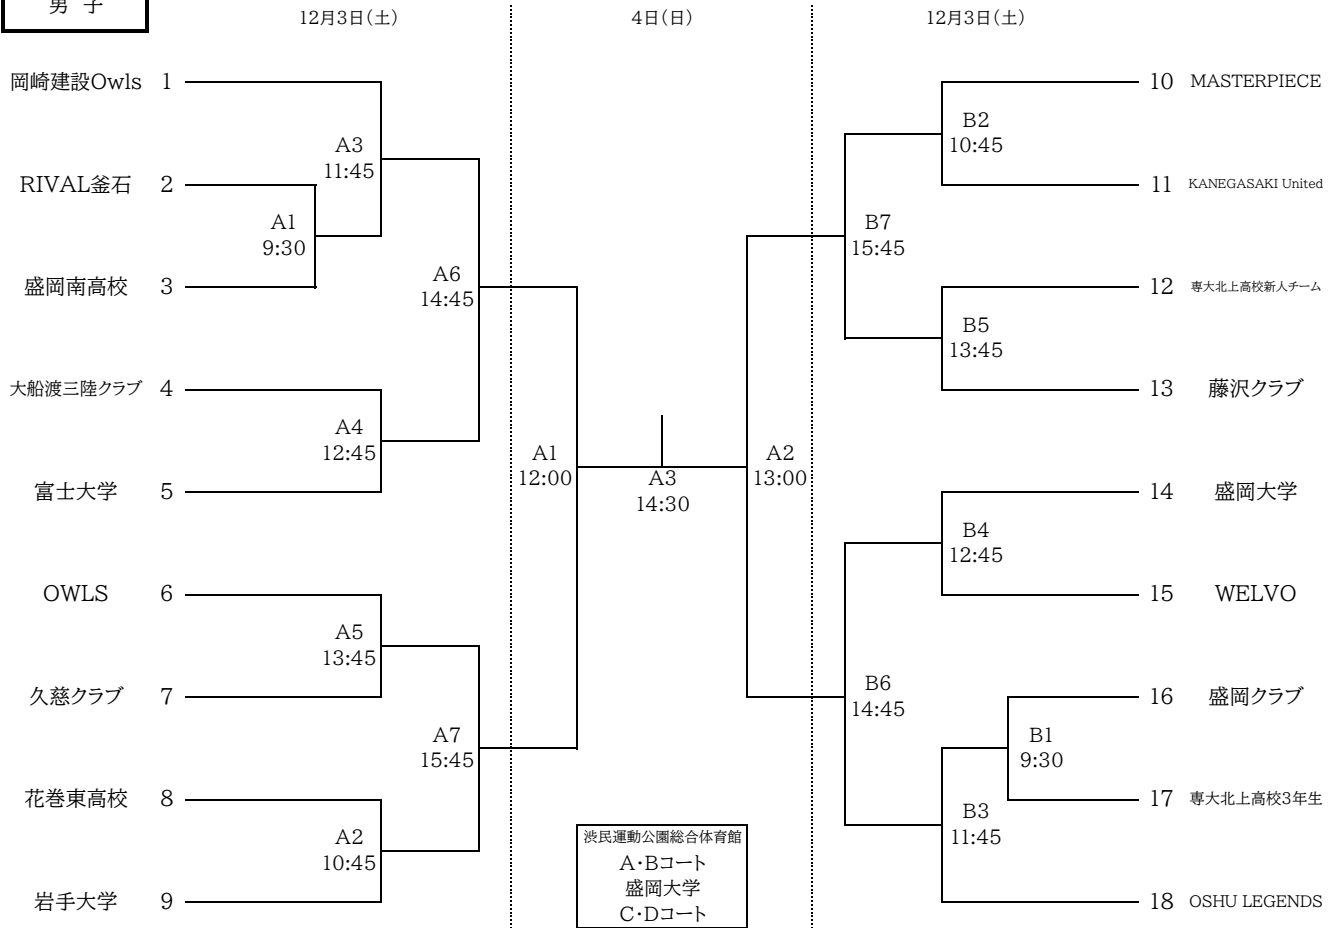 男 子
12月3日(土)
4日(日)
12月3日(土)
岡崎建設Owls 1
RIVAL釜石 2
盛岡南高校 3
大船渡三陸クラブ 4
富士大学 5
OWLS 6
久慈クラブ 7
花巻東高校 8
岩手大学 9
A3
11:45
A1
9:30
A6
14:45
A4
12:45
A5
13:45
A7
15:45
A2
10:45
A1
12:00
A3
14:30
A2
13:00
B2
10:45
B7
15:45
B5
13:45
B4
12:45
B6
14:45
B1
9:30
B3
11:45
10 MASTERPIECE
11 KANEGASAKI United
12 専大北上高校新人チーム
13 藤沢クラブ
14 盛岡大学
15 WELVO
16 盛岡クラブ
17 専大北上高校3年生
18 OSHU LEGENDS
渋民運動公園総合体育館
A・Bコート
盛岡大学
C・Dコート